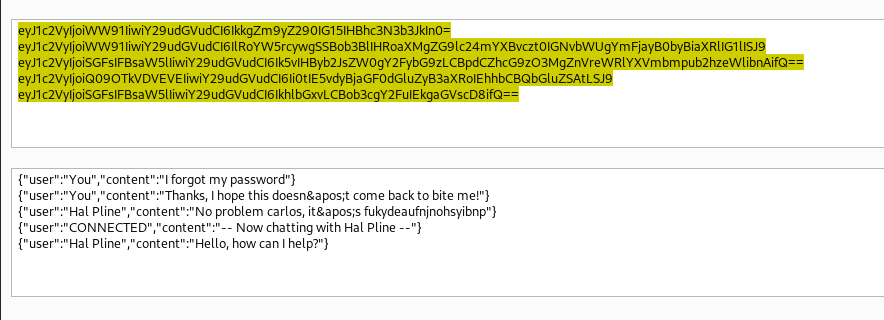 eyJ1c2VyIjoiWW91IiwiY29udGVudCI6IkkgZm9yZ290IG15IHBhc3N3b3JkIn0=
eyJ1c2VyIjoiWW91IiwiY29udGVudCI6IlRoYW5rcywgSSBob3BlIHRoaXMgZG9lc24mYXBvczt0IGNvbWUgYmFjayB0byBiaXRlIG1lISJ9
eyJ1c2VyIjoiSGFsIFBsaW5lIiwiY29udGVudCI6Ik5vIHByb2JsZW0gY2FybG9zLCBpdCZhcG9zO3MgZnVreWRlYXVmbmpub2hzeWlibnAifQ==
eyJ1c2VyIjoiQ09OTkVDVEVEIiwiY29udGVudCI6Ii0tIE5vdyBjaGF0dGluZyB3aXRoIEhhbCBQbGluZSAtLSJ9
eyJ1c2VyIjoiSGFsIFBsaW5lIiwiY29udGVudCI6IkhlbGxvLCBob3cgY2FuIEkgaGVscD8ifQ==
{"user":"You","content":"I forgot my password"}
{"user":"You","content":"Thanks, I hope this doesn&apos;t come back to bite me!"}
{"user":"Hal Pline","content":"No problem carlos, it&apos;s fukydeaufnjnohsyibnp"}
{"user":"CONNECTED","content":"-- Now chatting with Hal Pline --"}
{"user":"Hal Pline","content":"Hello, how can I help?"}